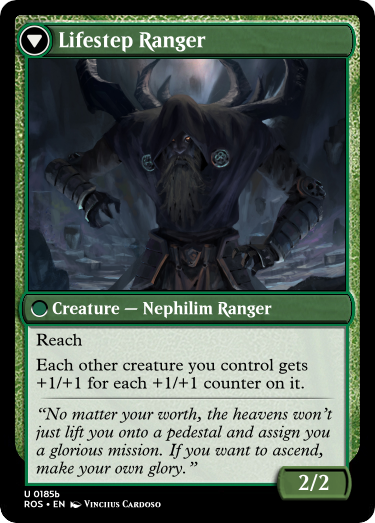 Lifestep Ranger
Creature — Nephilim Ranger
Reach
Each other creature you control gets
+1/+1 for each +1/+1 counter on it.
“No matter your worth, the heavens won’t
just lift you onto a pedestal and assign you
a glorious mission. If you want to ascend,
make your own glory.”
2/2
U 0185b
ROS • EN Vincius Cardoso